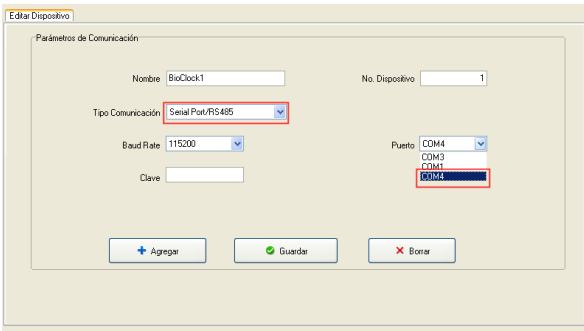 Editar Dispositivo
Parámetros de Comunicación
Nombre BioClock1 No. Dispositivo 1
Tipo Comunicación Serial Port/RS485
Baud Rate 115200 Puerto COM4
COM3
COM1
Clave COM4
Agregar Guardar Borrar